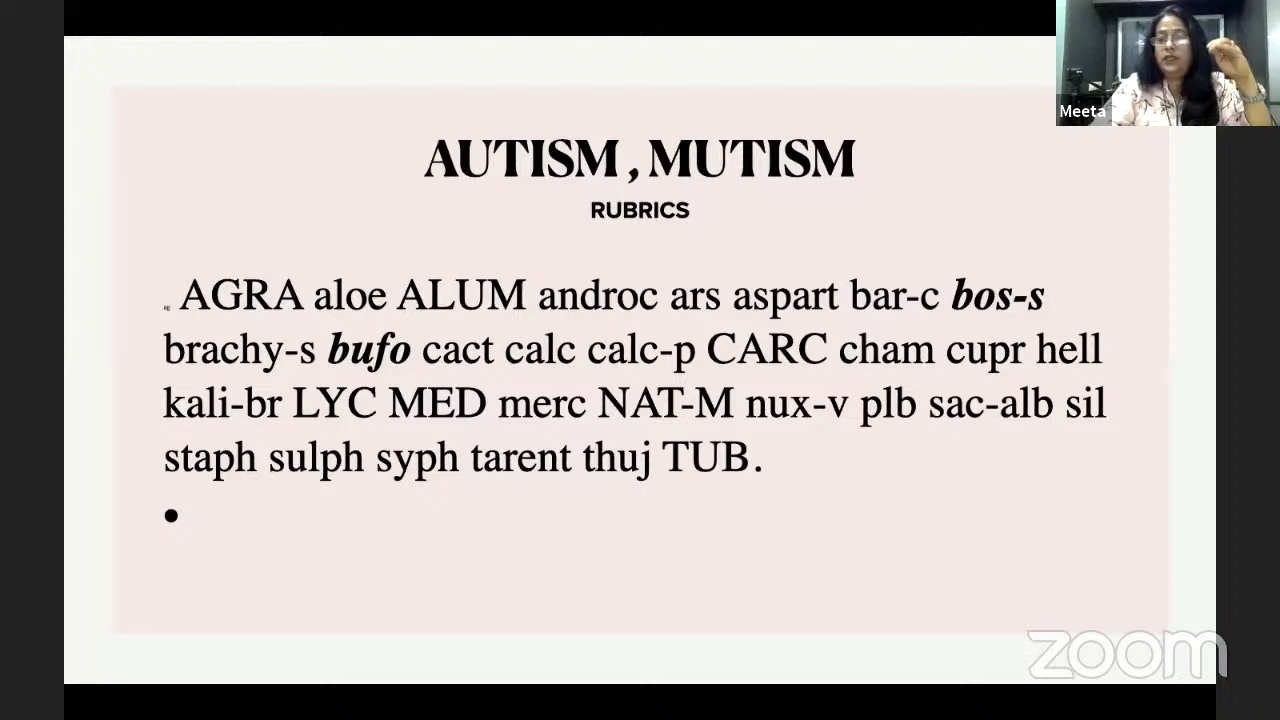 Meeta
AUTISM , MUTISM
RUBRICS
AGRA aloe ALUM androc ars aspart bar-c bos-s
brachy-s bufo cact calc calc-p CARC cham cupr hell
kali-br LYC MED merc NAT-M nux-v plb sac-alb sil
staph sulph syph tarent thuj TUB.
zoom